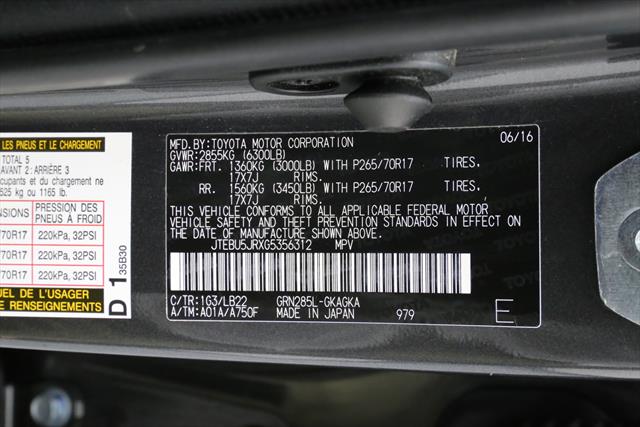 LES PNEUS ET LE CHARGEMENT
TOTAL 5
AVANT 2: ARRIÈRE 3
cupants et du chargement ne
625 kg ou 1165 lb.
ENSIONS PRESSION DES PNEUS À FROID
70R17 220kPa, 32PSI
70R17 220kPa, 32PSI
70R17 220kPa, 32PSI
UEL DE L'USAGER
DE RENSEIGNEMENTS
D 1 35B30
MFD.BY:TOYOTA MOTOR CORPORATION 06/16
GVWR:2855KG (6300LB)
GAWR:FRT. 1360KG (3000LB) WITH P265/70R17 TIRES,
17X7J RIMS.
RR. 1560KG (3450LB) WITH P265/70R17 TIRES,
17X7J RIMS.
THIS VEHICLE CONFORMS TO ALL APPLICABLE FEDERAL MOTOR
VEHICLE SAFETY AND THEFT PREVENTION STANDARDS IN EFFECT ON
THE DATE OF MANUFACTURE SHOWN ABOVE.
JTEBU5JRXG5356312 MPV
C/TR:1G3/LB22 GRN285L-GKAGKA
A/TM:A01A/A750F MADE IN JAPAN 979 E